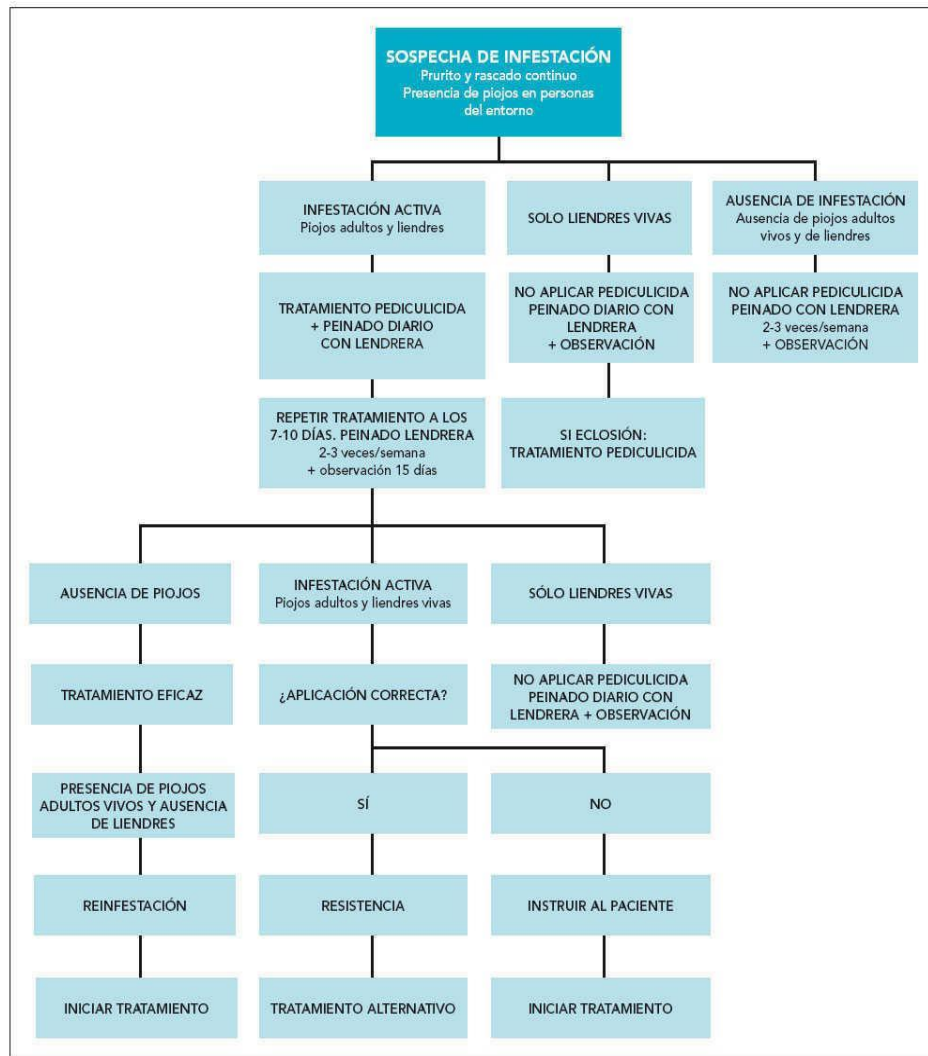 SOSPECHA DE INFESTACIÓN
Prurito y rascado continuo
Presencia de piojos en personas
del entorno
INFESTACIÓN ACTIVA
Piojos adultos y liendres
SOLO LIENDRES VIVAS
AUSENCIA DE INFESTACIÓN
Ausencia de piojos adultos
vivos y de liendres
TRATAMIENTO PEDICULICIDA
+ PEINADO DIARIO
CON LENDRERA
NO APLICAR PEDICULICIDA
PEINADO DIARIO CON
LENDRERA
+ OBSERVACIÓN
NO APLICAR PEDICULICIDA
PEINADO CON LENDRERA
2-3 veces/semana
+ OBSERVACIÓN
REPETIR TRATAMIENTO A LOS
7-10 DÍAS. PEINADO LENDRERA
2-3 veces/semana
+ observación 15 días
SI ECLOSIÓN:
TRATAMIENTO PEDICULICIDA
AUSENCIA DE PIOJOS
INFESTACIÓN ACTIVA
Piojos adultos y liendres vivas
SÓLO LIENDRES VIVAS
TRATAMIENTO EFICAZ
¿APLICACIÓN CORRECTA?
NO APLICAR PEDICULICIDA
PEINADO DIARIO CON
LENDRERA + OBSERVACIÓN
PRESENCIA DE PIOJOS
ADULTOS VIVOS Y AUSENCIA
DE LIENDRES
SÍ
NO
REINFESTACIÓN
RESISTENCIA
INSTRUIR AL PACIENTE
INICIAR TRATAMIENTO
TRATAMIENTO ALTERNATIVO
INICIAR TRATAMIENTO